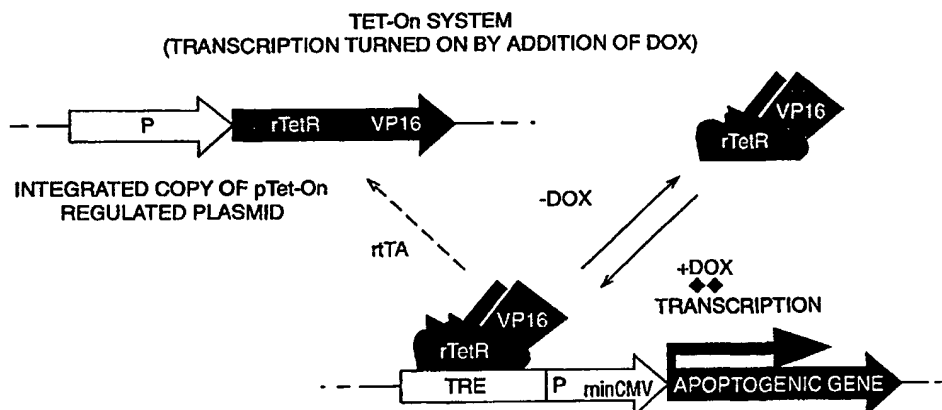 TET-On SYSTEM
(TRANSCRIPTION TURNED ON BY ADDITION OF DOX)
P
rTetR VP16
VP16
rTetR
INTEGRATED COPY OF pTet-On
REGULATED PLASMID
-DOX
rtTA
+DOX
TRANSCRIPTION
VP16
rTetR
TRE P minCMV APOPTOGENIC GENE